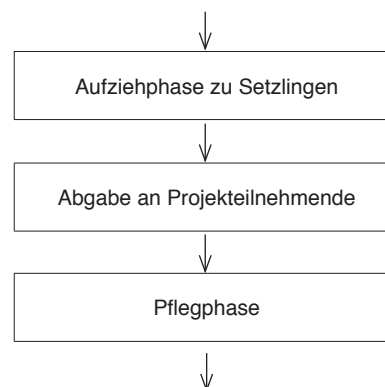 Aufziehphase zu Setzlingen
Abgabe an Projekteilnehmende
Pflegphase